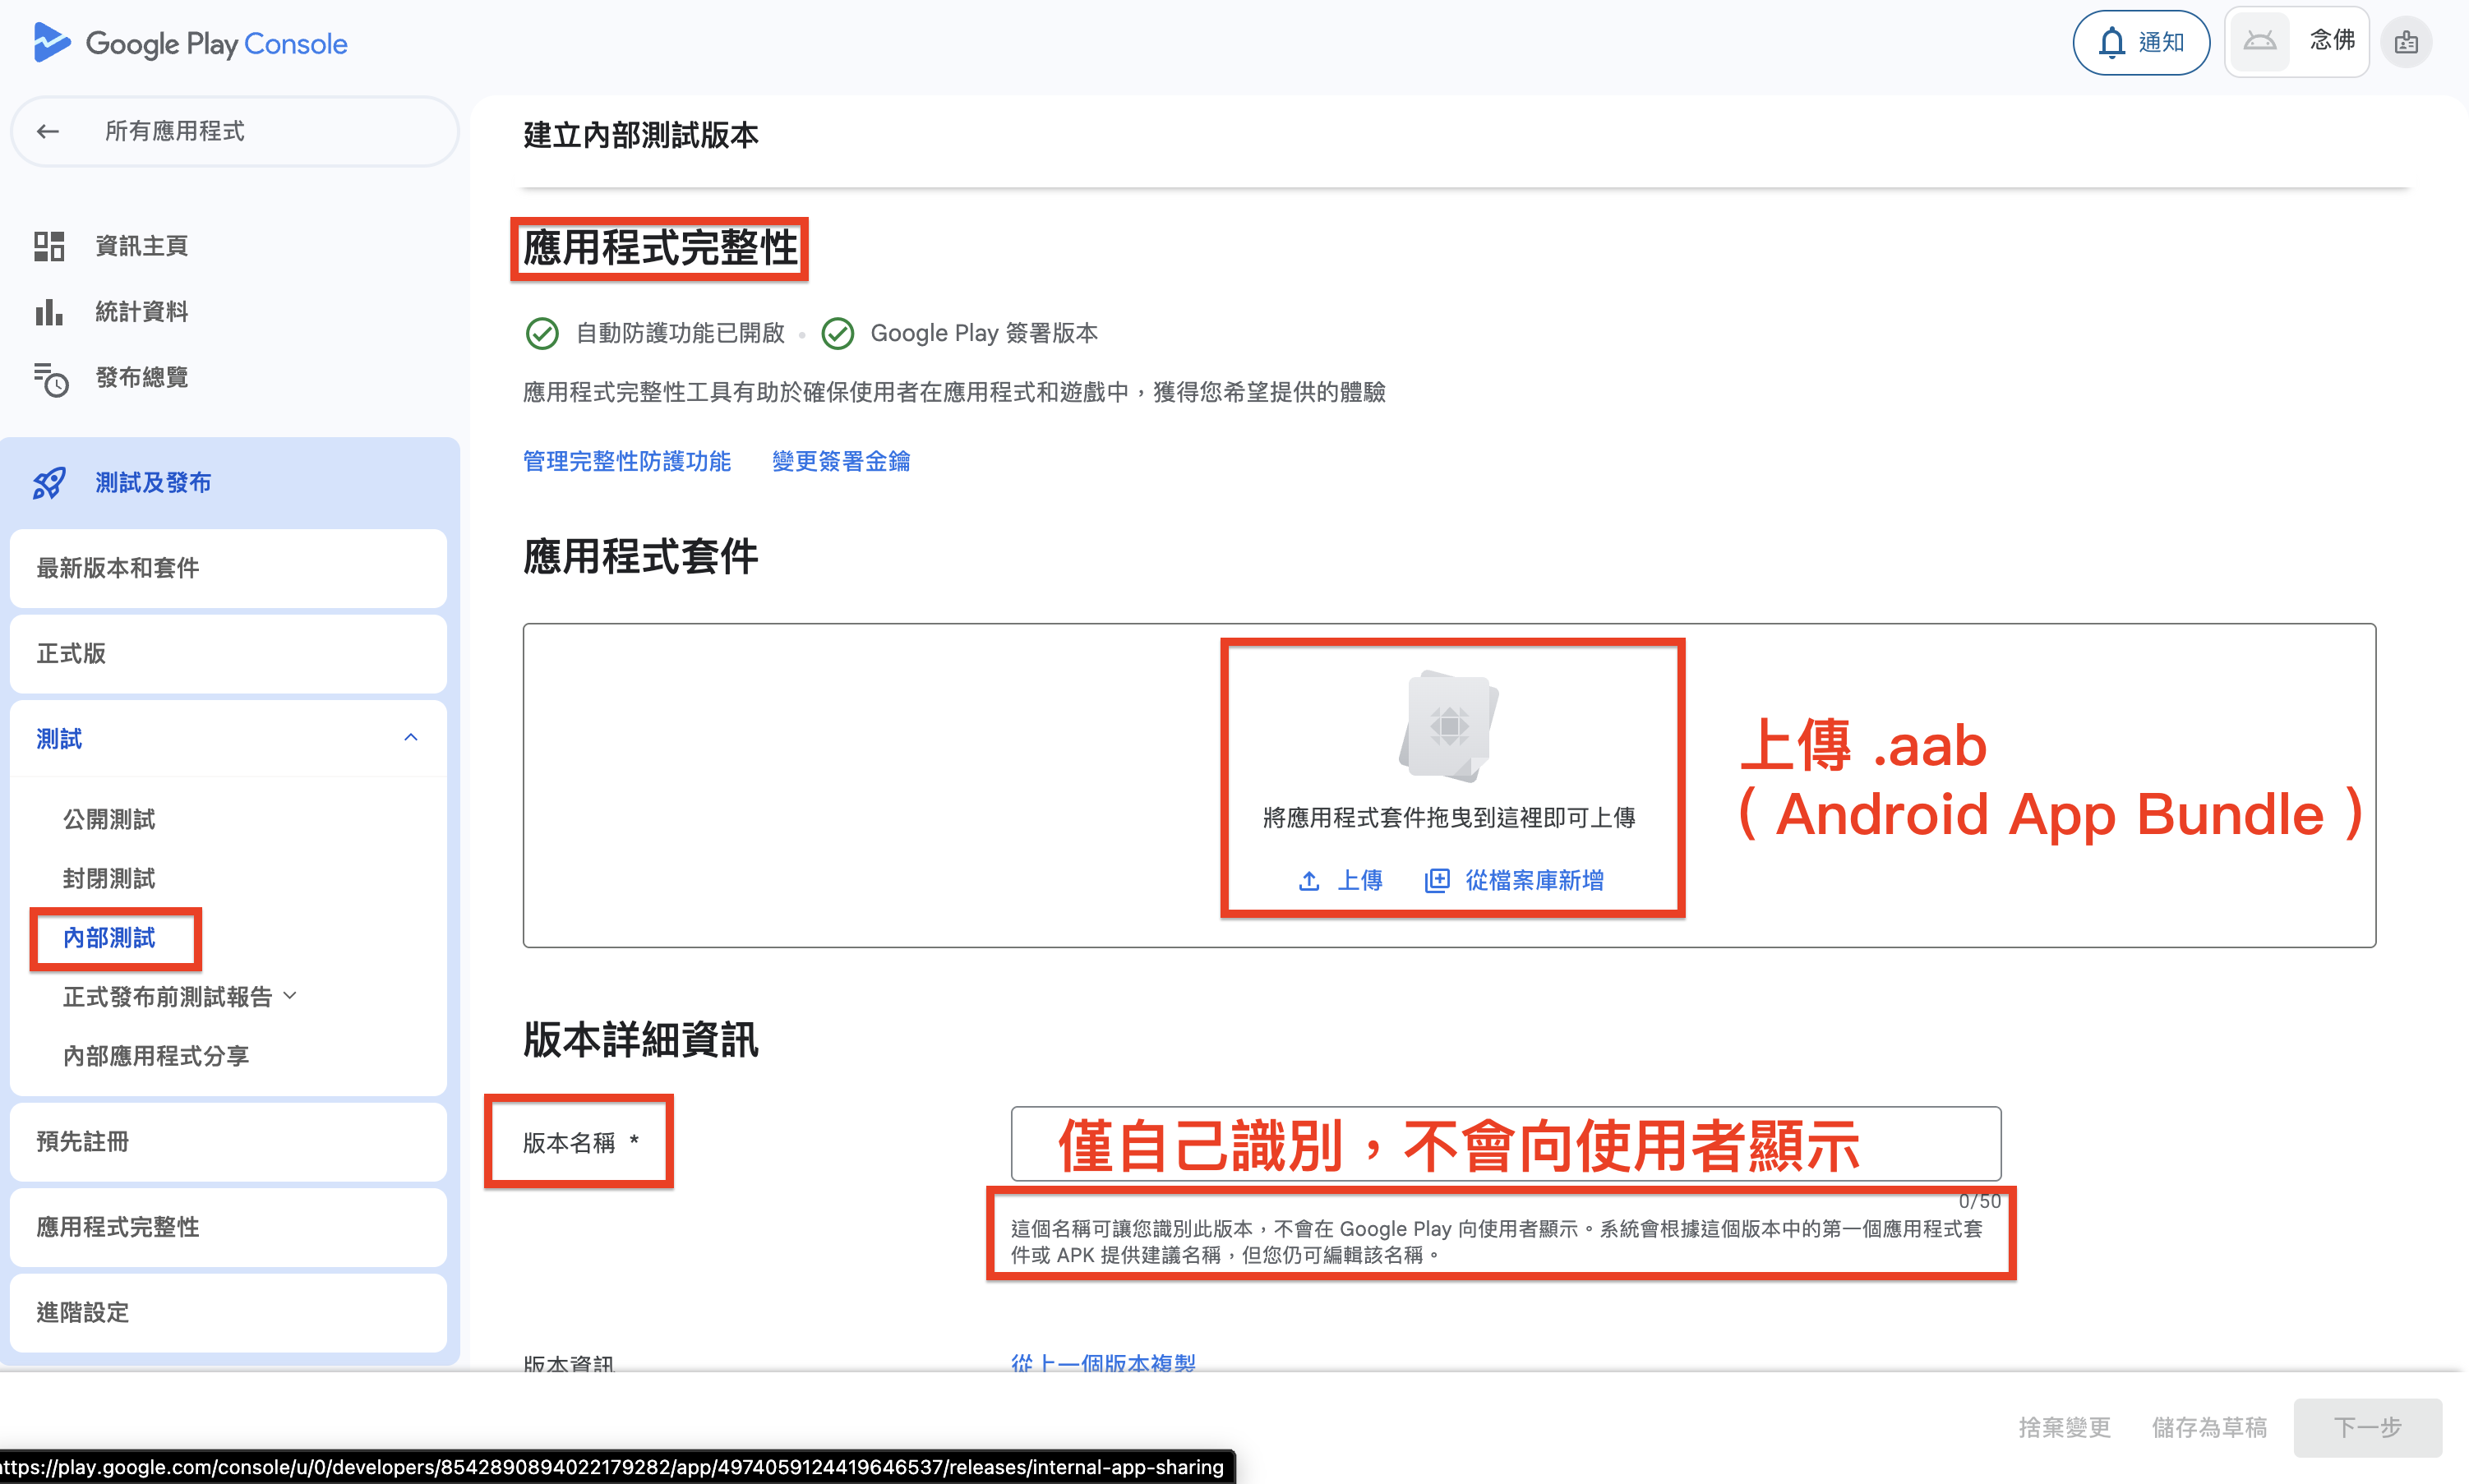 Google Play Console
通知
念佛
所有應用程式
資訊主頁
統計資料
發布總覽
測試及發布
最新版本和套件
正式版
測試
公開測試
封閉測試
內部測試
正式發布前測試報告
內部應用程式分享
預先註冊
應用程式完整性
進階設定
建立內部測試版本
應用程式完整性
自動防護功能已開啟 • Google Play 簽署版本
應用程式完整性工具有助於確保使用者在應用程式和遊戲中，獲得您希望提供的體驗
管理完整性防護功能 變更簽署金鑰
應用程式套件
將應用程式套件拖曳到這裡即可上傳
上傳 從檔案庫新增
上傳 .aab
( Android App Bundle )
版本詳細資訊
版本名稱 *
僅自己識別，不會向使用者顯示
0/50
這個名稱可讓您識別此版本，不會在 Google Play 向使用者顯示。系統會根據這個版本中的第一個應用程式套
件或 APK 提供建議名稱，但您仍可編輯該名稱。
版本資訊
從上一個版本複製
捨棄變更 儲存為草稿 下一步
ttps://play.google.com/console/u/0/developers/8542890894022179282/app/4974059124419646537/releases/internal-app-sharing